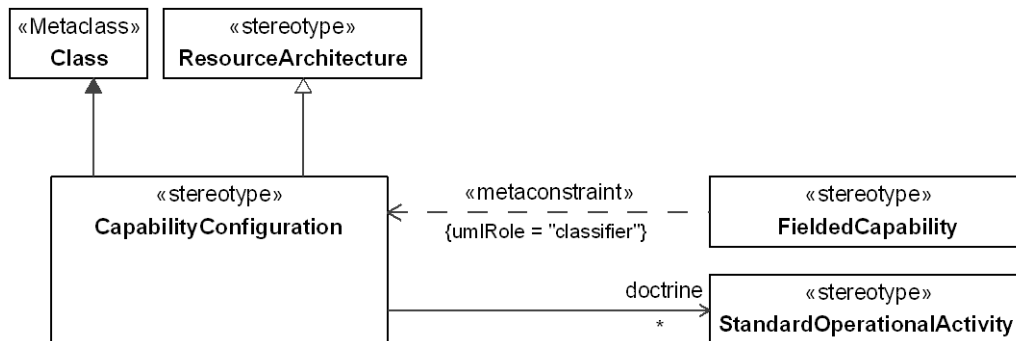 «Metaclass»
Class
«stereotype»
ResourceArchitecture
«stereotype»
CapabilityConfiguration
«metaconstraint»
{umlRole = "classifier"}
«stereotype»
FieldedCapability
doctrine
*
«stereotype»
StandardOperationalActivity